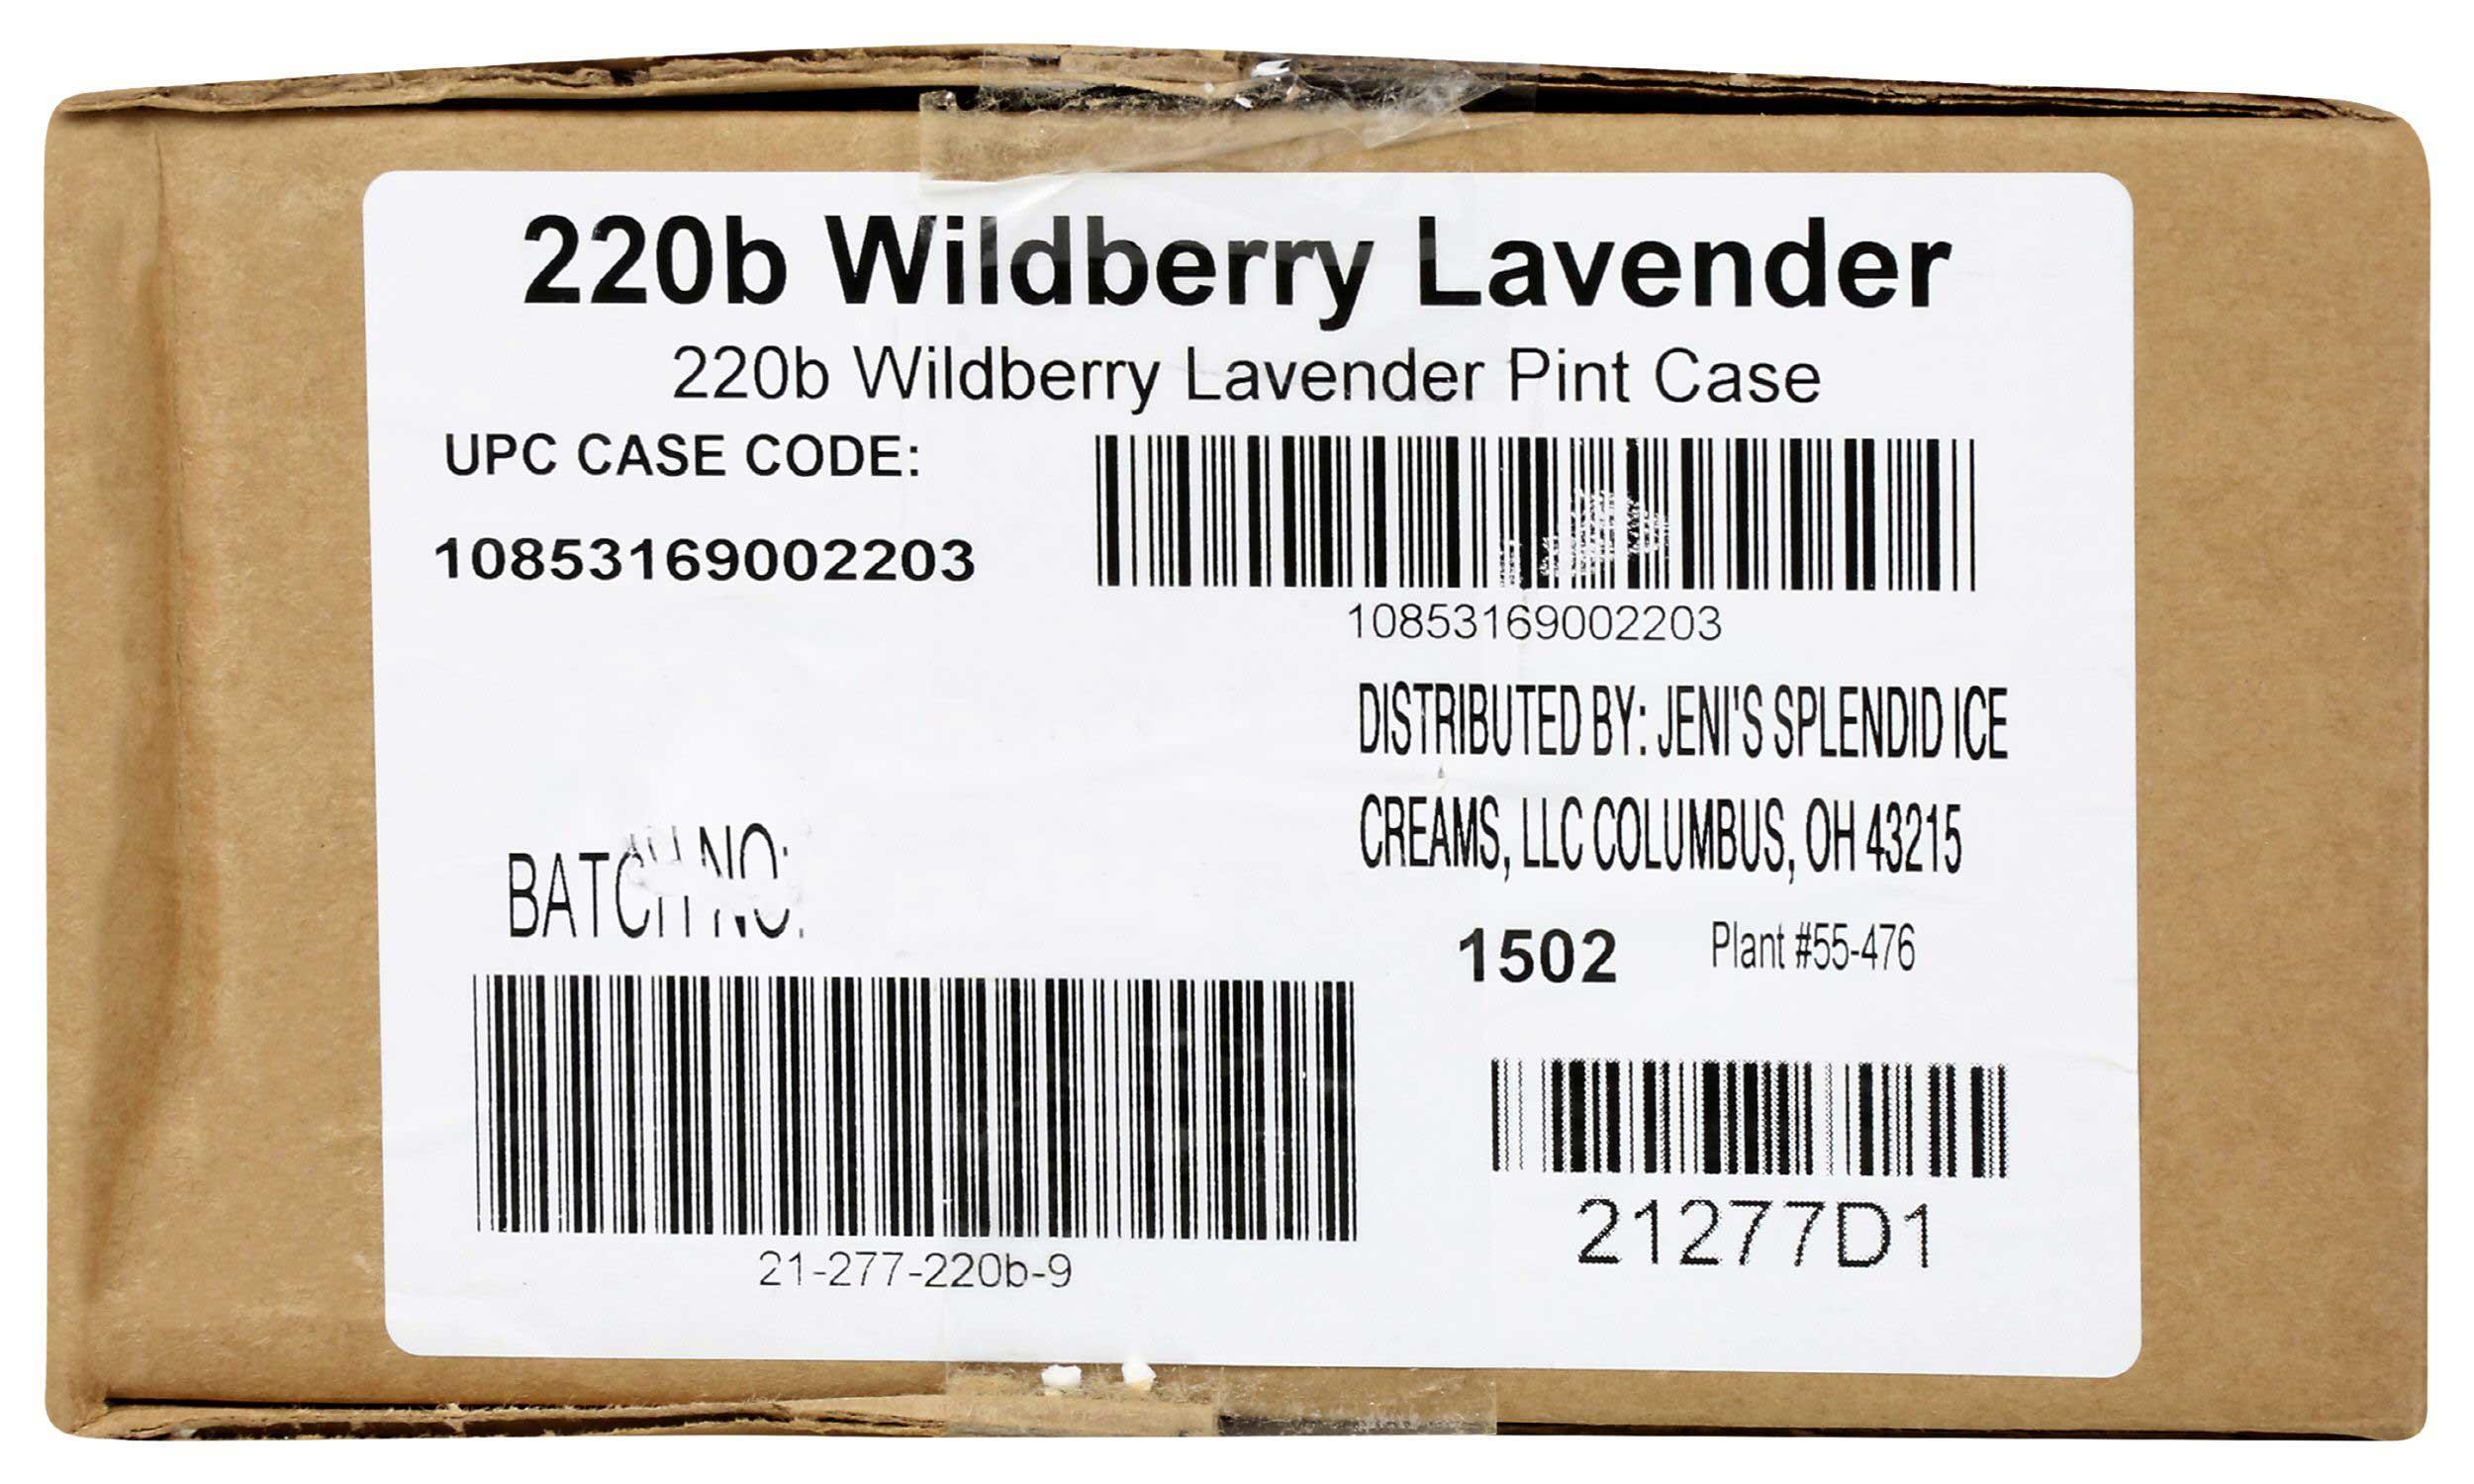 220b Wildberry Lavender
220b Wildberry Lavender Pint Case
UPC CASE CODE:
10853169002203
10853169002203
DISTRIBUTED BY: JENI'S SPLENDID ICE
CREAMS, LLC COLUMBUS, OH 43215
BATCH NO:
1502 Plant #55-476
21-277-220b-9
21277D1